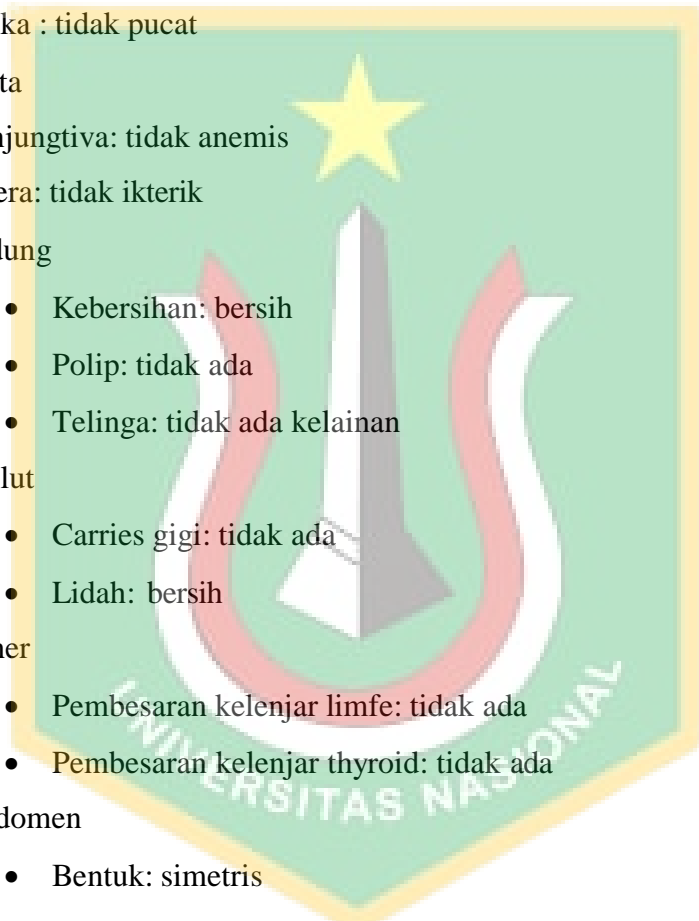 ka : tidak pucat
ta
njungtiva: tidak anemis
era: tidak ikterik
dung
• Kebersihan: bersih
• Polip: tidak ada
• Telinga: tidak ada kelainan
lut
• Carries gigi: tidak ada
• Lidah: bersih
her
• Pembesaran kelenjar limfe: tidak ada
• Pembesaran kelenjar thyroid: tidak ada
domen
• Bentuk: simetris
UNIVERSITAS NASIONAL